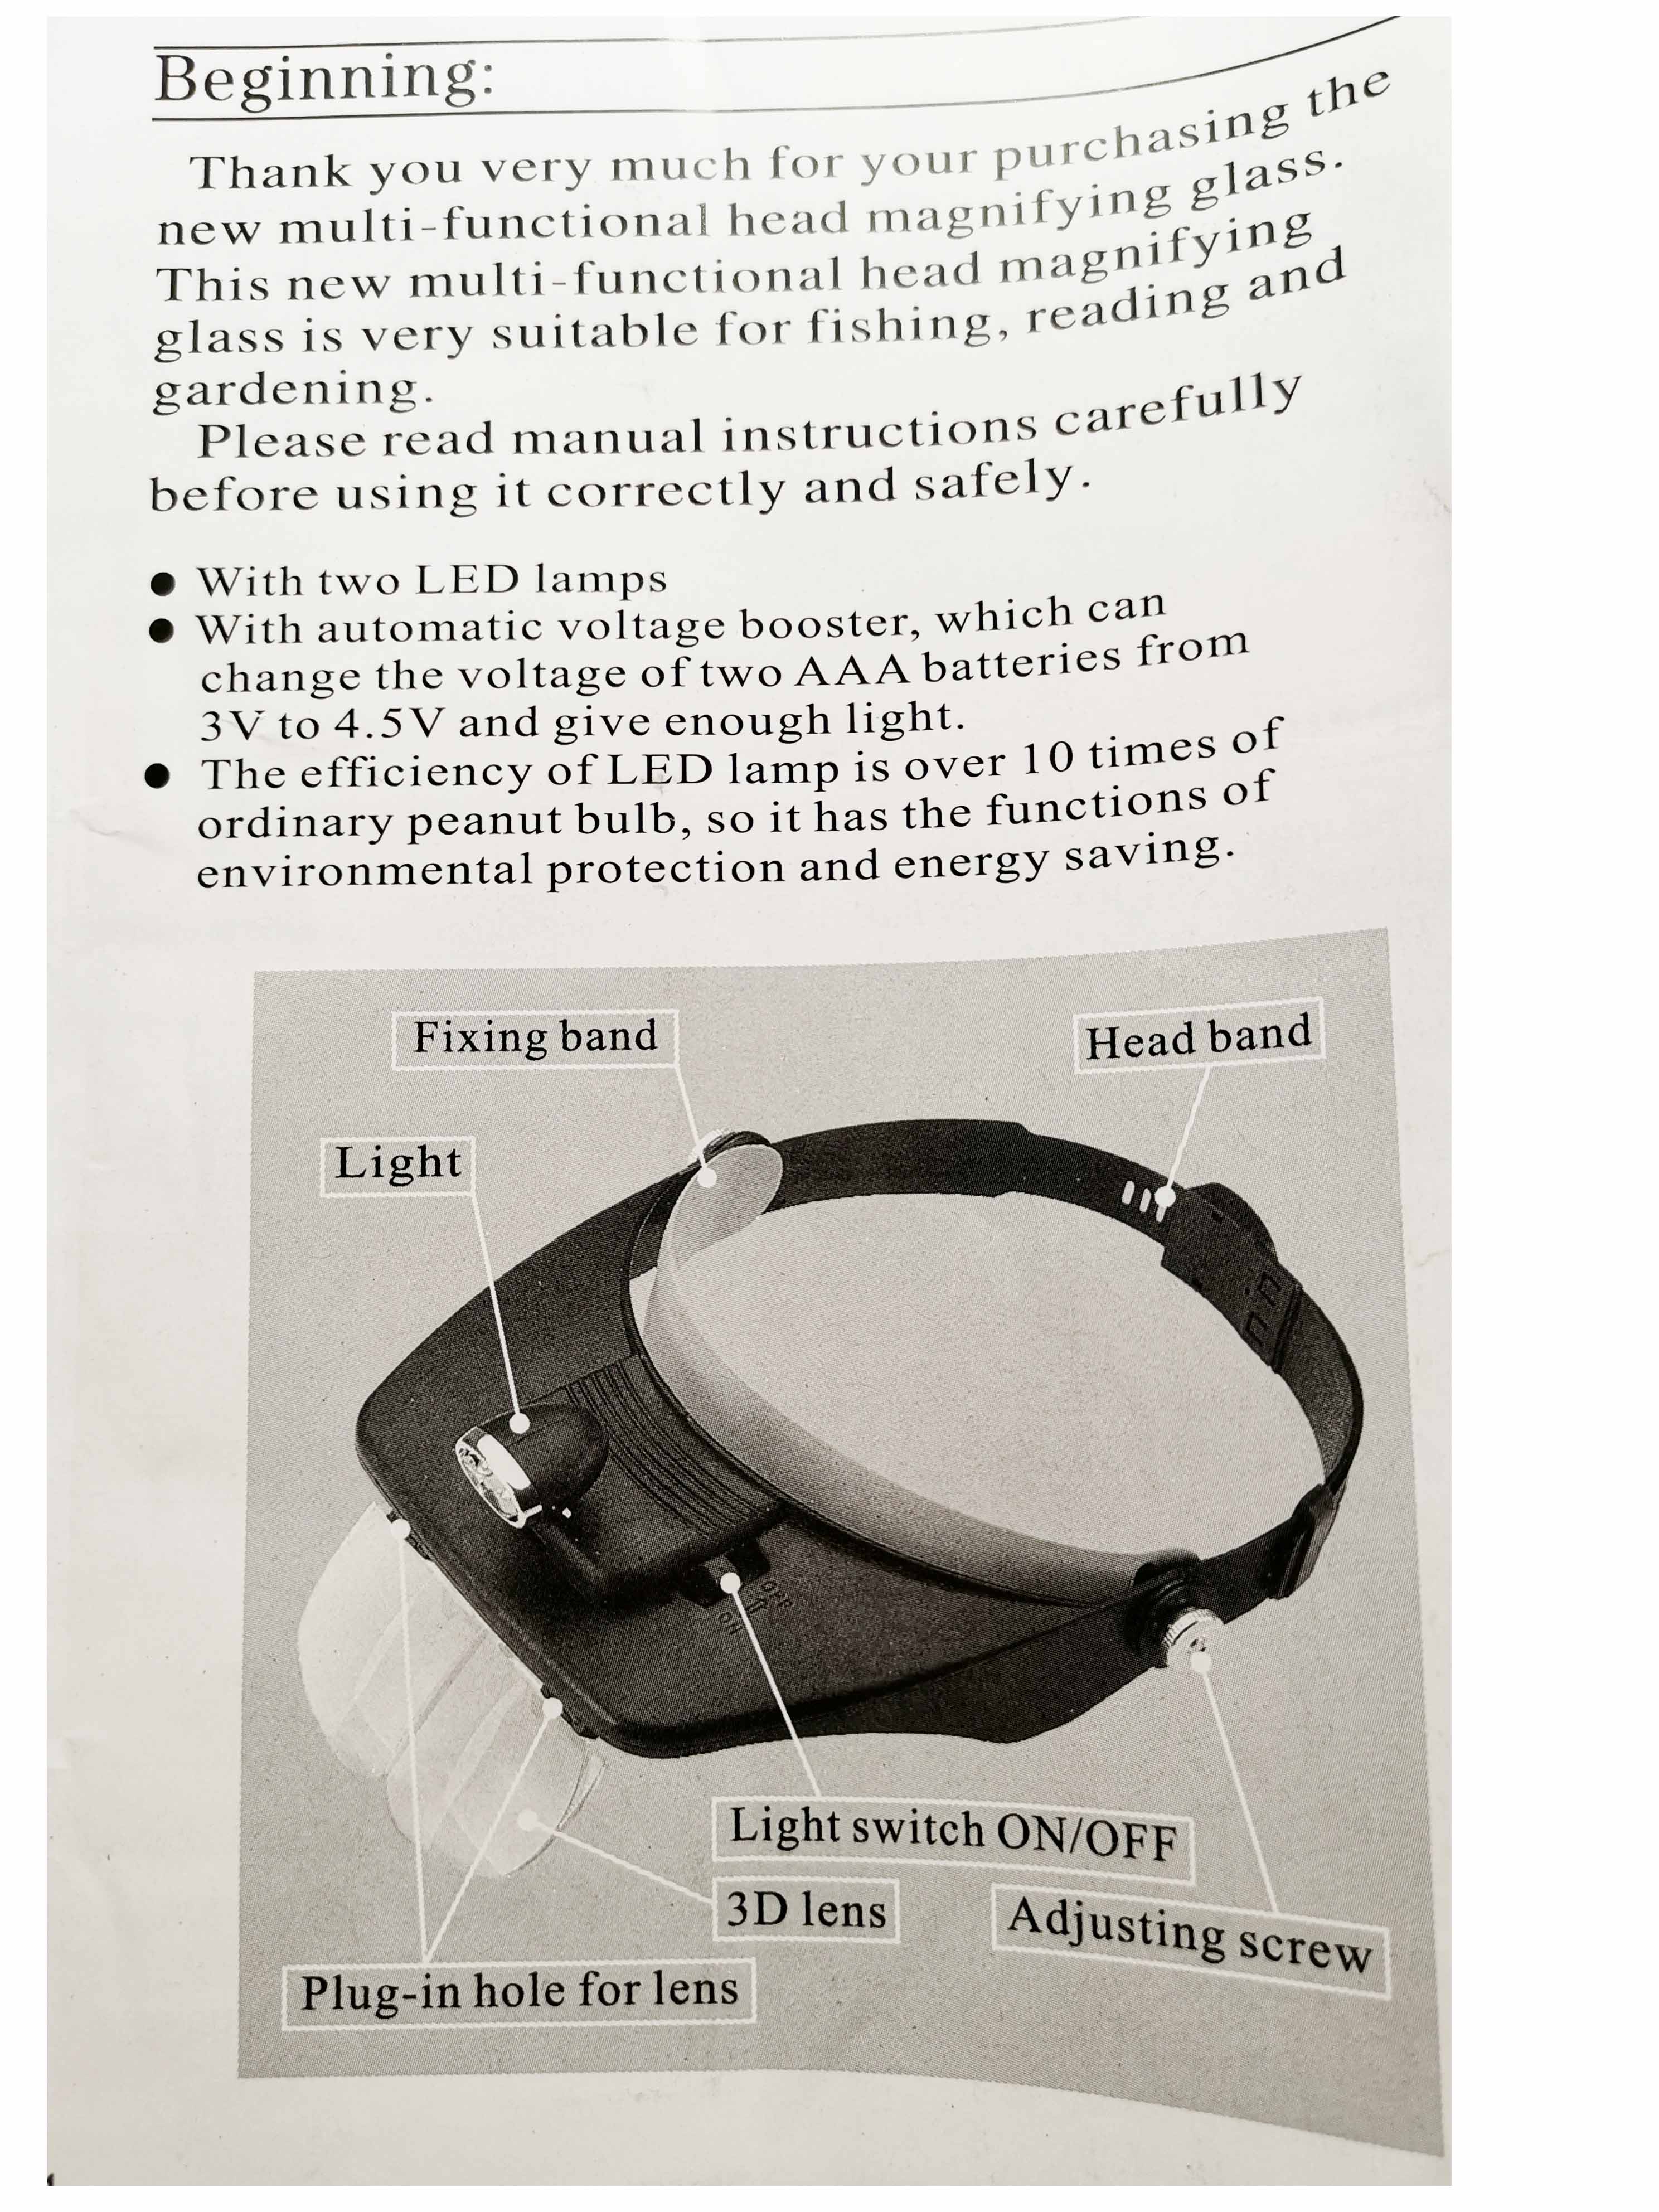 Beginning:
Thank you very much for your purchasing the
new multi-functional head magnifying glass.
This new multi-functional head magnifying
glass is very suitable for fishing, reading and
gardening.
Please read manual instructions carefully
before using it correctly and safely.
● With two LED lamps
● With automatic voltage booster, which can
change the voltage of two AAA batteries from
3V to 4.5V and give enough light.
● The efficiency of LED lamp is over 10 times of
ordinary peanut bulb, so it has the functions of
environmental protection and energy saving.
Fixing band
Head band
Light
OFF
ON
Light switch ON/OFF
3D lens
Adjusting screw
Plug-in hole for lens